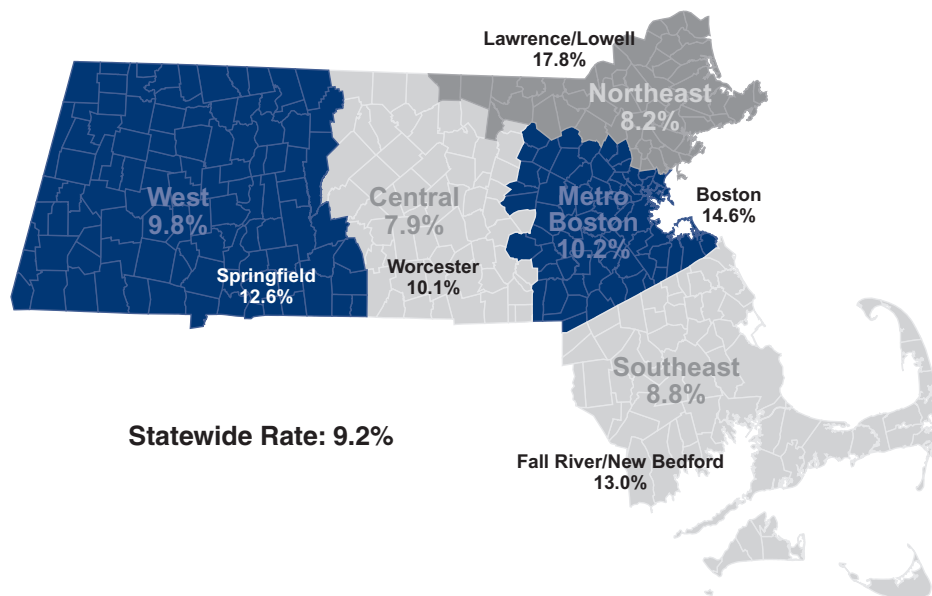 Lawrence/Lowell
17.8%
Northeast
8.2%
West
9.8%
Central
7.9%
Metro
Boston
10.2%
Boston
14.6%
Springfield
12.6%
Worcester
10.1%
Southeast
8.8%
Statewide Rate: 9.2%
Fall River/New Bedford
13.0%